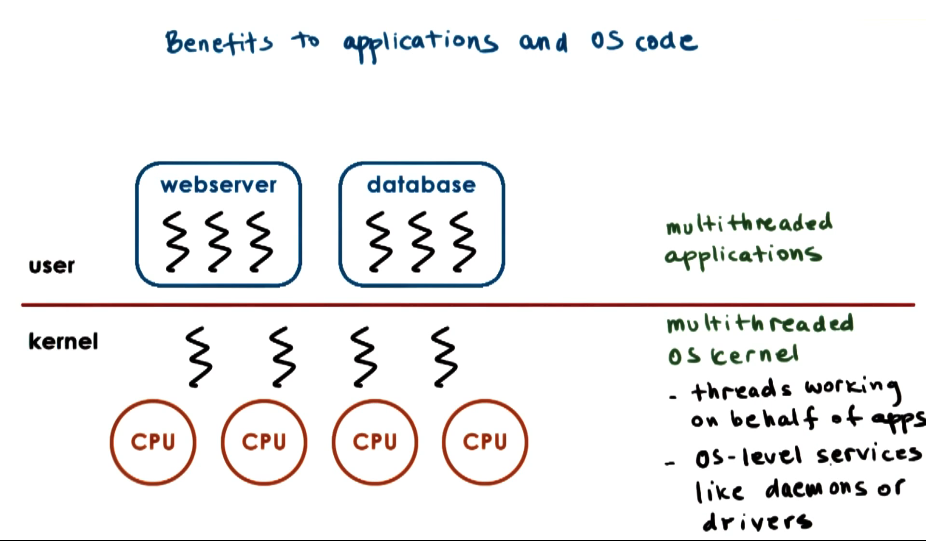 Benefits to applications and OS code
webserver
database
multithreaded
applications
user
kernel
multithreaded
OS kernel
- threads working
on behalf of apps
CPU CPU CPU CPU
- OS-level services
like daemons or
drivers